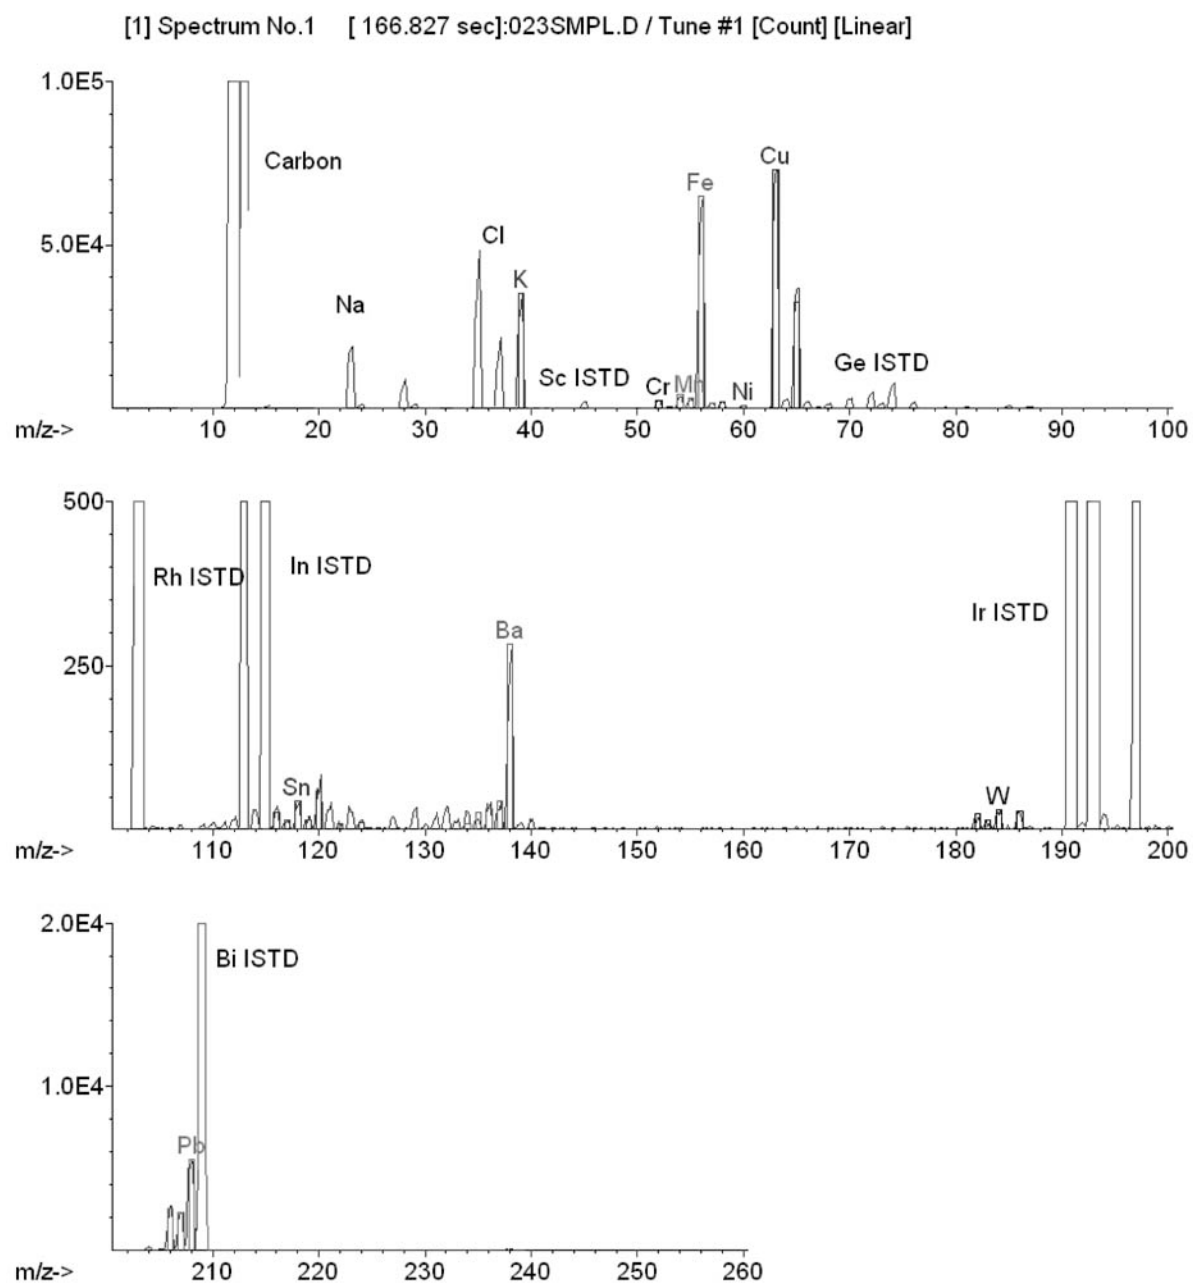 [1] Spectrum No.1 [ 166.827 sec]:023SMPL.D / Tune #1 [Count] [Linear]
1.0E5
Cu
Carbon
Fe
5.0E4
Cl
K
Na
Sc ISTD
Cr
Mn
Ni
Ge ISTD
m/z-> 10 20 30 40 50 60 70 80 90 100
500
Rh ISTD
In ISTD
Ir ISTD
Ba
250
Sn
W
m/z-> 110 120 130 140 150 160 170 180 190 200
2.0E4
Bi ISTD
1.0E4
Pb
m/z-> 210 220 230 240 250 260